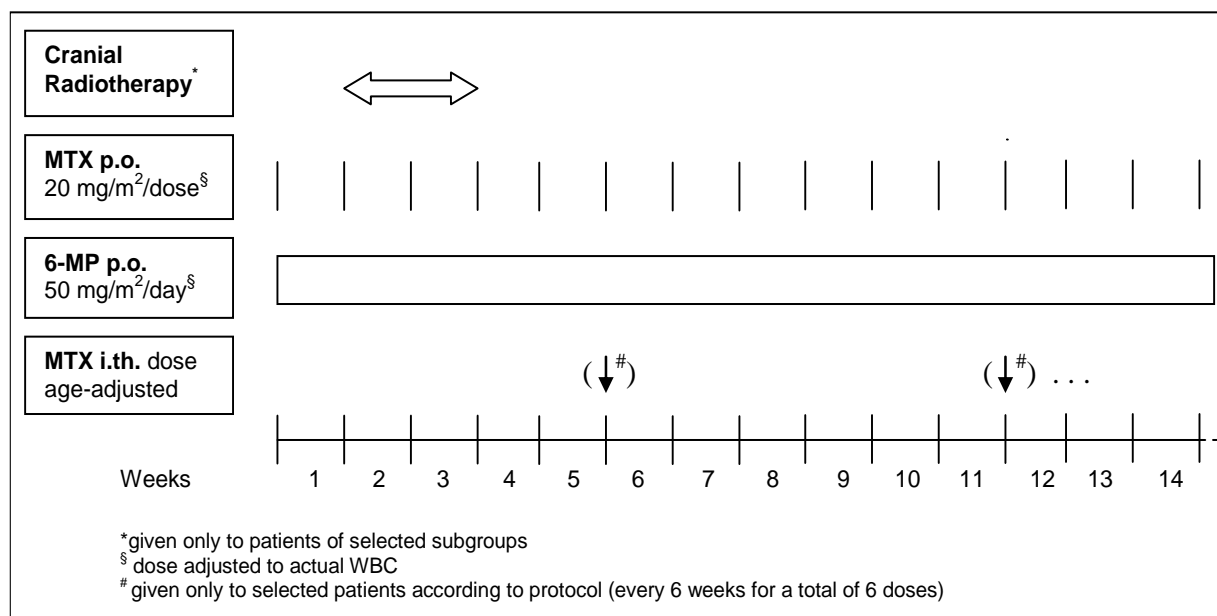 Cranial
Radiotherapy*
MTX p.o.
20 mg/m²/dose§
6-MP p.o.
50 mg/m²/day§
MTX i.th. dose
age-adjusted
(#) (#) . . .
Weeks 1 2 3 4 5 6 7 8 9 10 11 12 13 14
*given only to patients of selected subgroups
§ dose adjusted to actual WBC
# given only to selected patients according to protocol (every 6 weeks for a total of 6 doses)